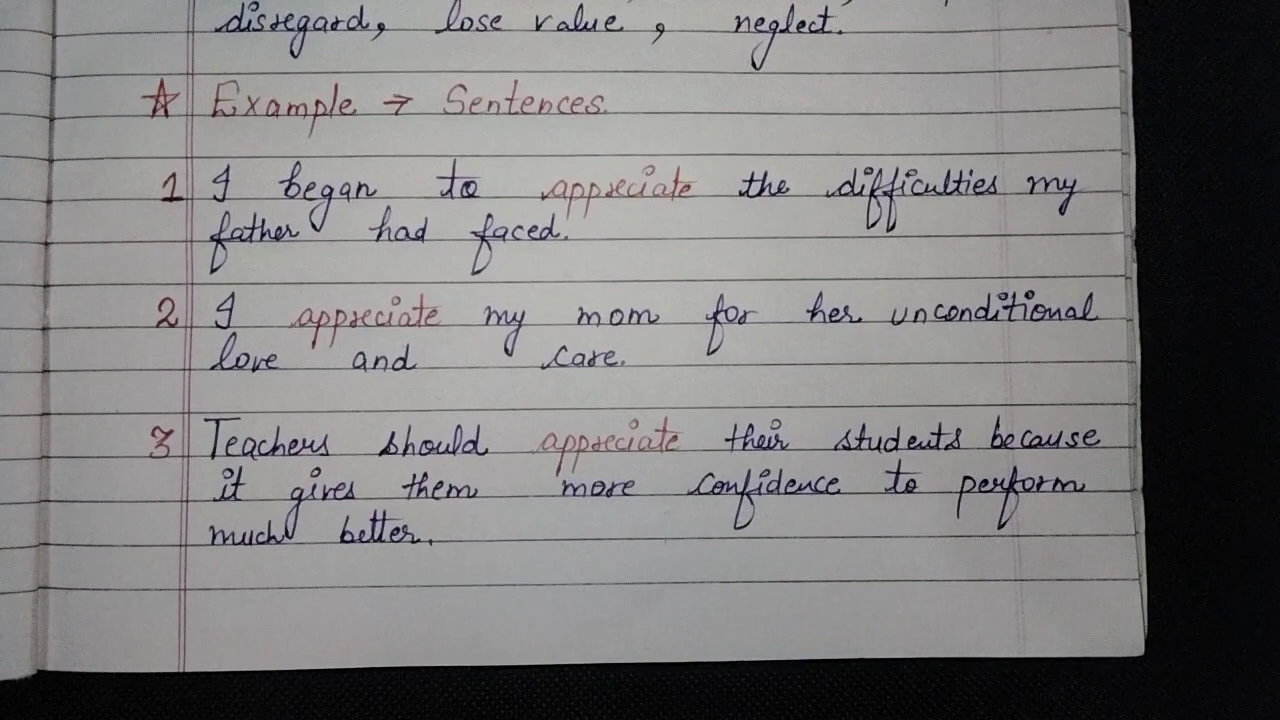 disregard, lose value, neglect.
☆ Example → Sentences.
1 I began to appreciate the difficulties my
father had faced.
2 I appreciate my mom for her unconditional
love and care.
3 Teachers should appreciate their students because
it gives them more confidence to perform
much better.